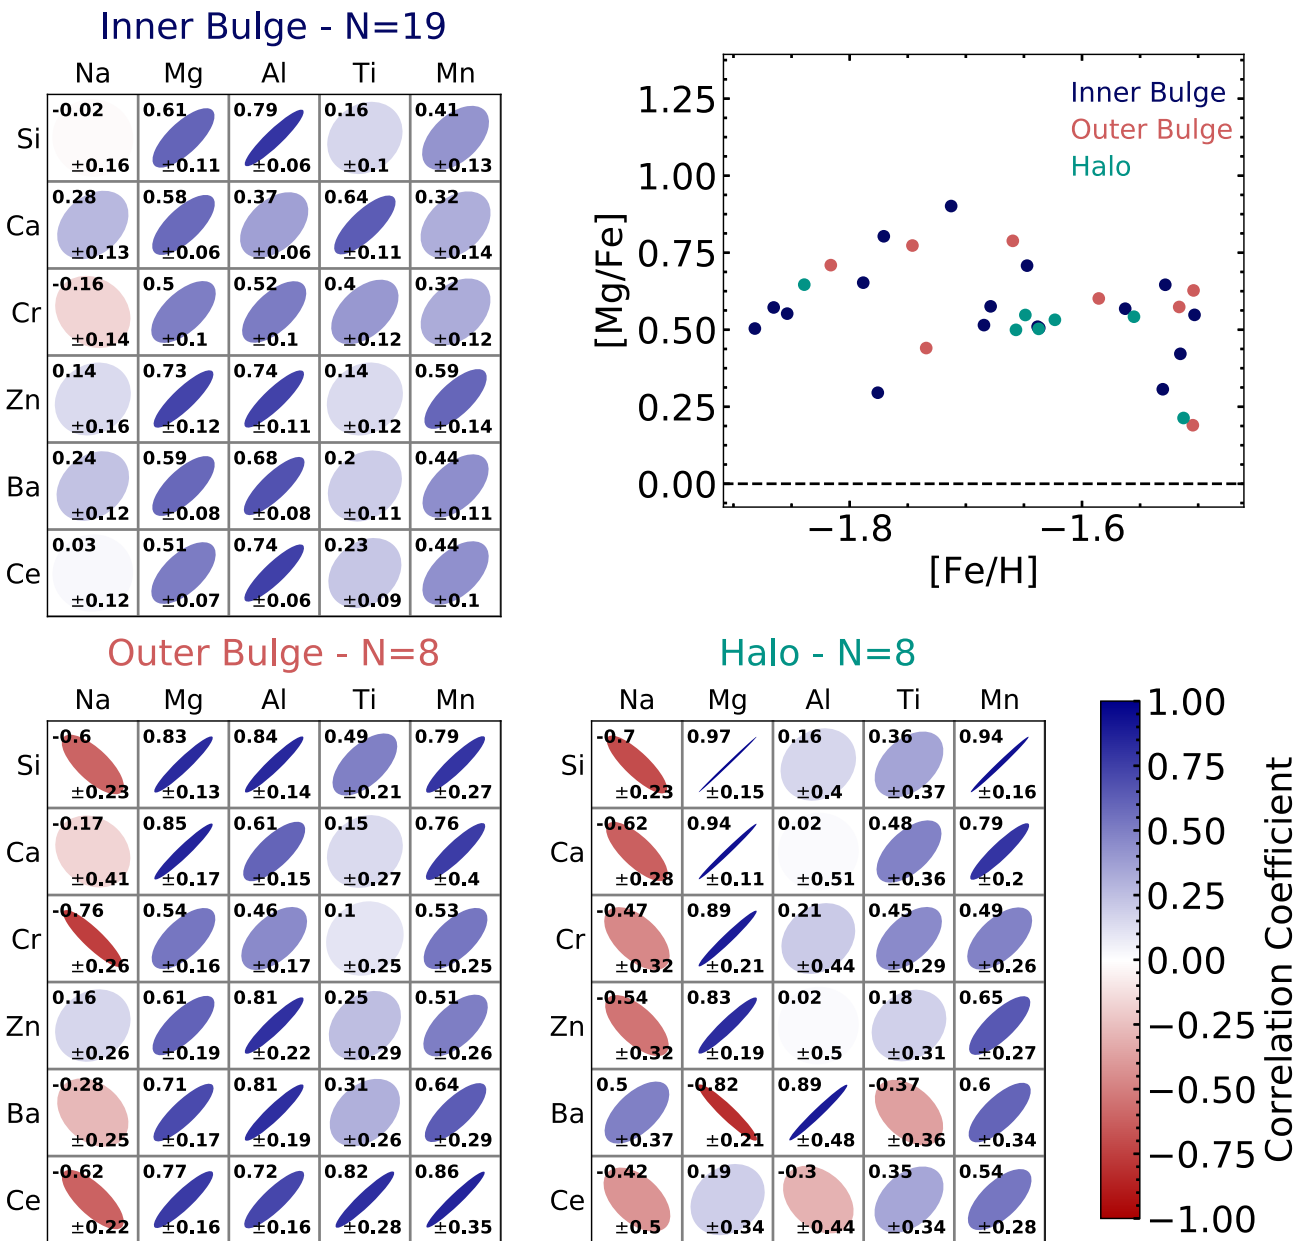 Inner Bulge - N=19
Na Mg Al Ti Mn
Si -0.02 ±0.16 0.61 ±0.11 0.79 ±0.06 0.16 ±0.1 0.41 ±0.13
Ca 0.28 ±0.13 0.58 ±0.06 0.37 ±0.06 0.64 ±0.11 0.32 ±0.14
Cr -0.16 ±0.14 0.5 ±0.1 0.52 ±0.1 0.4 ±0.12 0.32 ±0.12
Zn 0.14 ±0.16 0.73 ±0.12 0.74 ±0.11 0.14 ±0.12 0.59 ±0.14
Ba 0.24 ±0.12 0.59 ±0.08 0.68 ±0.08 0.2 ±0.11 0.44 ±0.11
Ce 0.03 ±0.12 0.51 ±0.07 0.74 ±0.06 0.23 ±0.09 0.44 ±0.1
[Mg/Fe]
1.25
1.00
0.75
0.50
0.25
0.00
Inner Bulge
Outer Bulge
Halo
−1.8 −1.6
[Fe/H]
Outer Bulge - N=8
Na Mg Al Ti Mn
Si -0.6 ±0.23 0.83 ±0.13 0.84 ±0.14 0.49 ±0.21 0.79 ±0.27
Ca -0.17 ±0.41 0.85 ±0.17 0.61 ±0.15 0.15 ±0.27 0.76 ±0.4
Cr -0.76 ±0.26 0.54 ±0.16 0.46 ±0.17 0.1 ±0.25 0.53 ±0.25
Zn 0.16 ±0.26 0.61 ±0.19 0.81 ±0.22 0.25 ±0.29 0.51 ±0.26
Ba -0.28 ±0.25 0.71 ±0.17 0.81 ±0.19 0.31 ±0.26 0.64 ±0.29
Ce -0.62 ±0.22 0.77 ±0.16 0.72 ±0.16 0.82 ±0.28 0.86 ±0.35
Halo - N=8
Na Mg Al Ti Mn
Si -0.7 ±0.23 0.97 ±0.15 0.16 ±0.4 0.36 ±0.37 0.94 ±0.16
Ca -0.62 ±0.28 0.94 ±0.11 0.02 ±0.51 0.48 ±0.36 0.79 ±0.2
Cr -0.47 ±0.32 0.89 ±0.21 0.21 ±0.44 0.45 ±0.29 0.49 ±0.26
Zn -0.54 ±0.32 0.83 ±0.19 0.02 ±0.5 0.18 ±0.31 0.65 ±0.27
Ba 0.5 ±0.37 -0.82 ±0.21 0.89 ±0.48 -0.37 ±0.36 0.6 ±0.34
Ce -0.42 ±0.5 0.19 ±0.34 -0.3 ±0.44 0.35 ±0.34 0.54 ±0.28
1.00
0.75
0.50
0.25
0.00
−0.25
−0.50
−0.75
−1.00
Correlation Coefficient